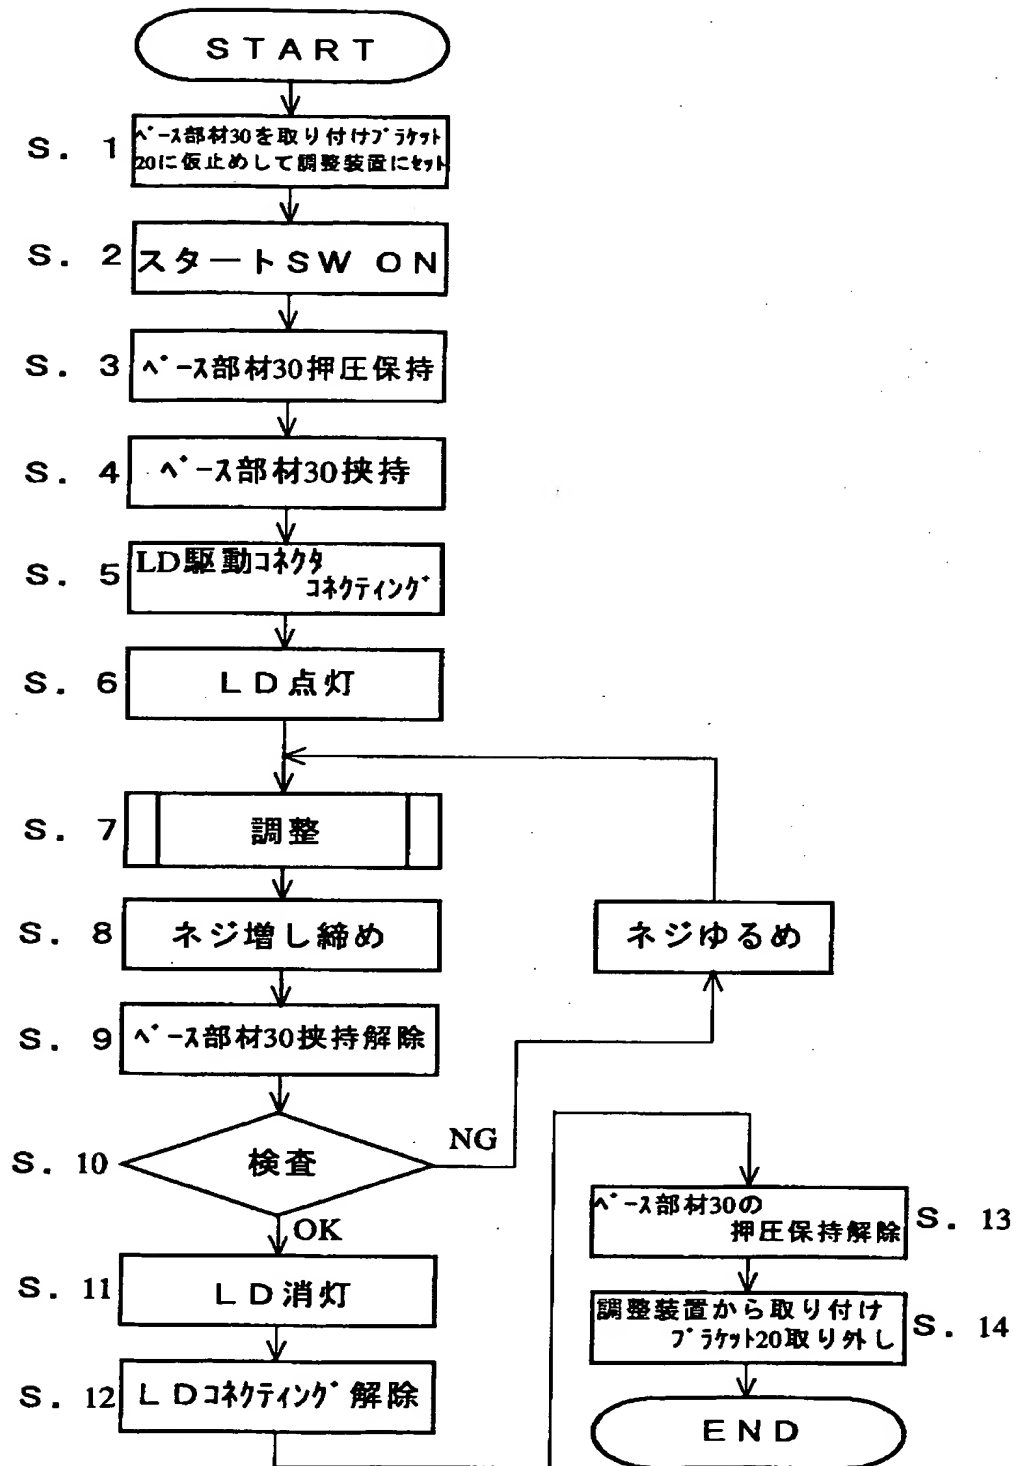 START
S. 1
ﾍﾞｰｽ部材30を取り付けﾌﾞﾗｹｯﾄ
20に仮止めして調整装置にｾｯﾄ
S. 2
スタートSW ON
S. 3
ﾍﾞｰｽ部材30押圧保持
S. 4
ﾍﾞｰｽ部材30挟持
S. 5
LD駆動ｺﾈｸﾀ
ｺﾈｸﾃｨﾝｸﾞ
S. 6
LD点灯
S. 7
調整
S. 8
ネジ増し締め
ネジゆるめ
S. 9
ﾍﾞｰｽ部材30挟持解除
S. 10
検査
NG
OK
S. 11
LD消灯
S. 12
LDｺﾈｸﾃｨﾝｸﾞ解除
ﾍﾞｰｽ部材30の
押圧保持解除
S. 13
調整装置から取り付け
ﾌﾞﾗｹｯﾄ20取り外し
S. 14
END